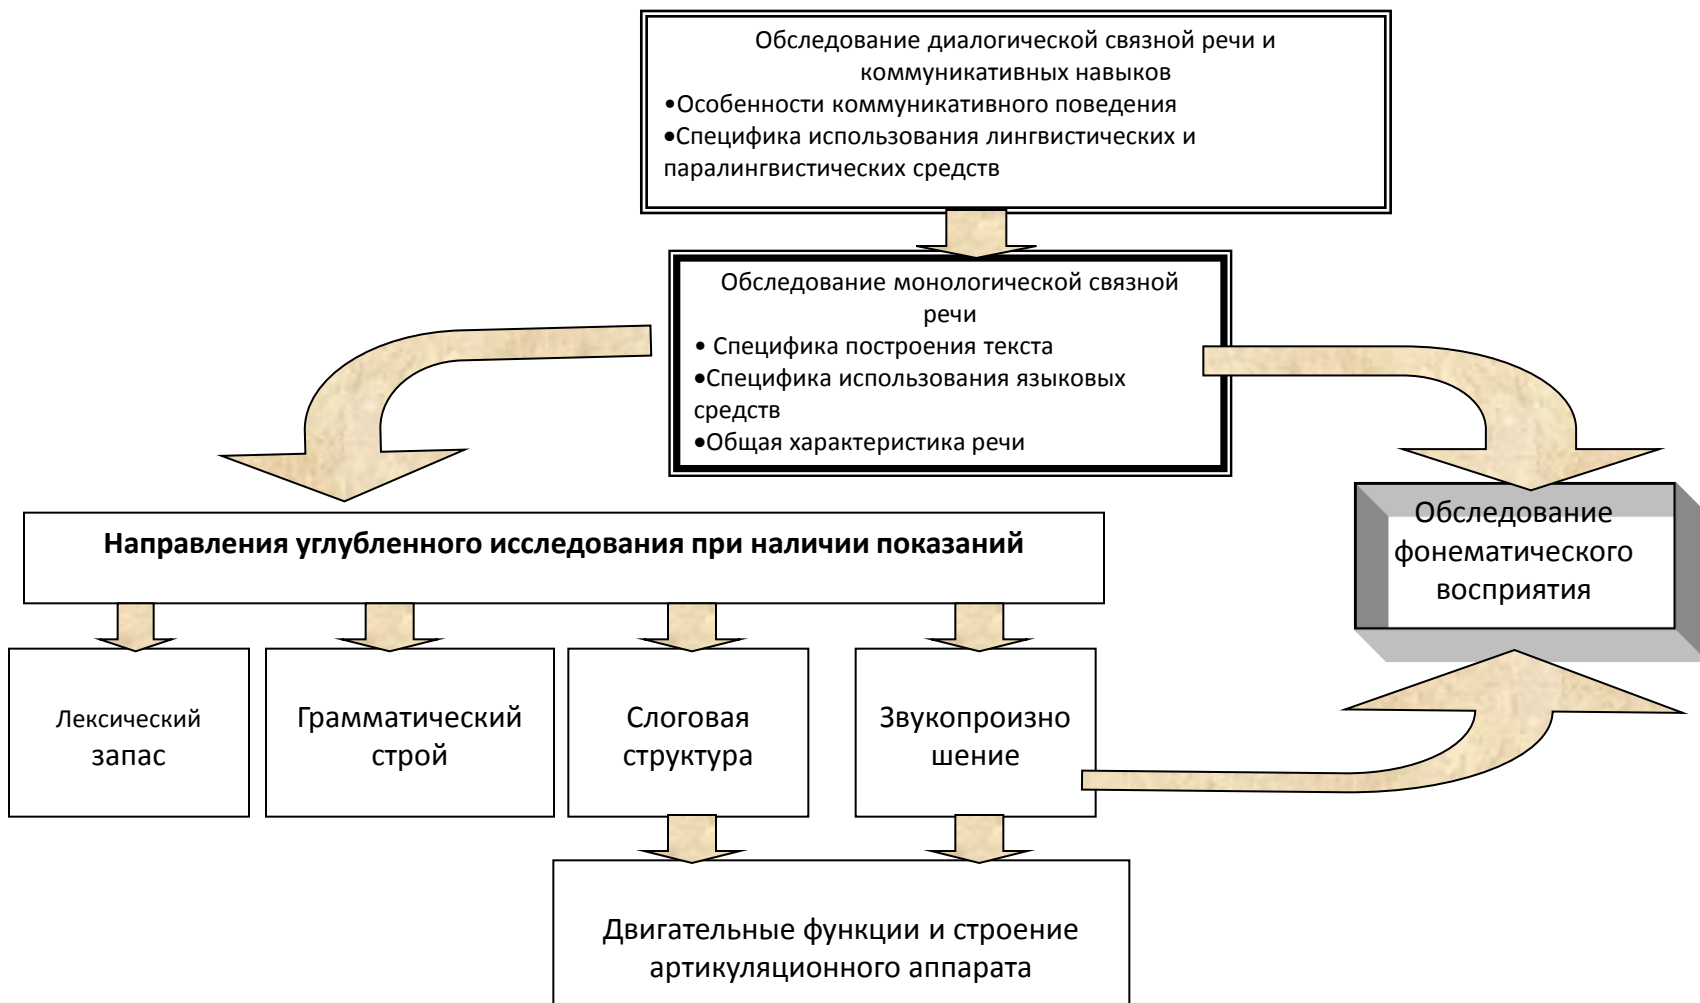 Обследование диалогической связной речи и
коммуникативных навыков
•Особенности коммуникативного поведения
•Специфика использования лингвистических и
паралингвистических средств
Обследование монологической связной
речи
• Специфика построения текста
•Специфика использования языковых
средств
•Общая характеристика речи
Направления углубленного исследования при наличии показаний
Обследование
фонематического
восприятия
Лексический
запас
Грамматический
строй
Слоговая
структура
Звукопроизно
шение
Двигательные функции и строение
артикуляционного аппарата